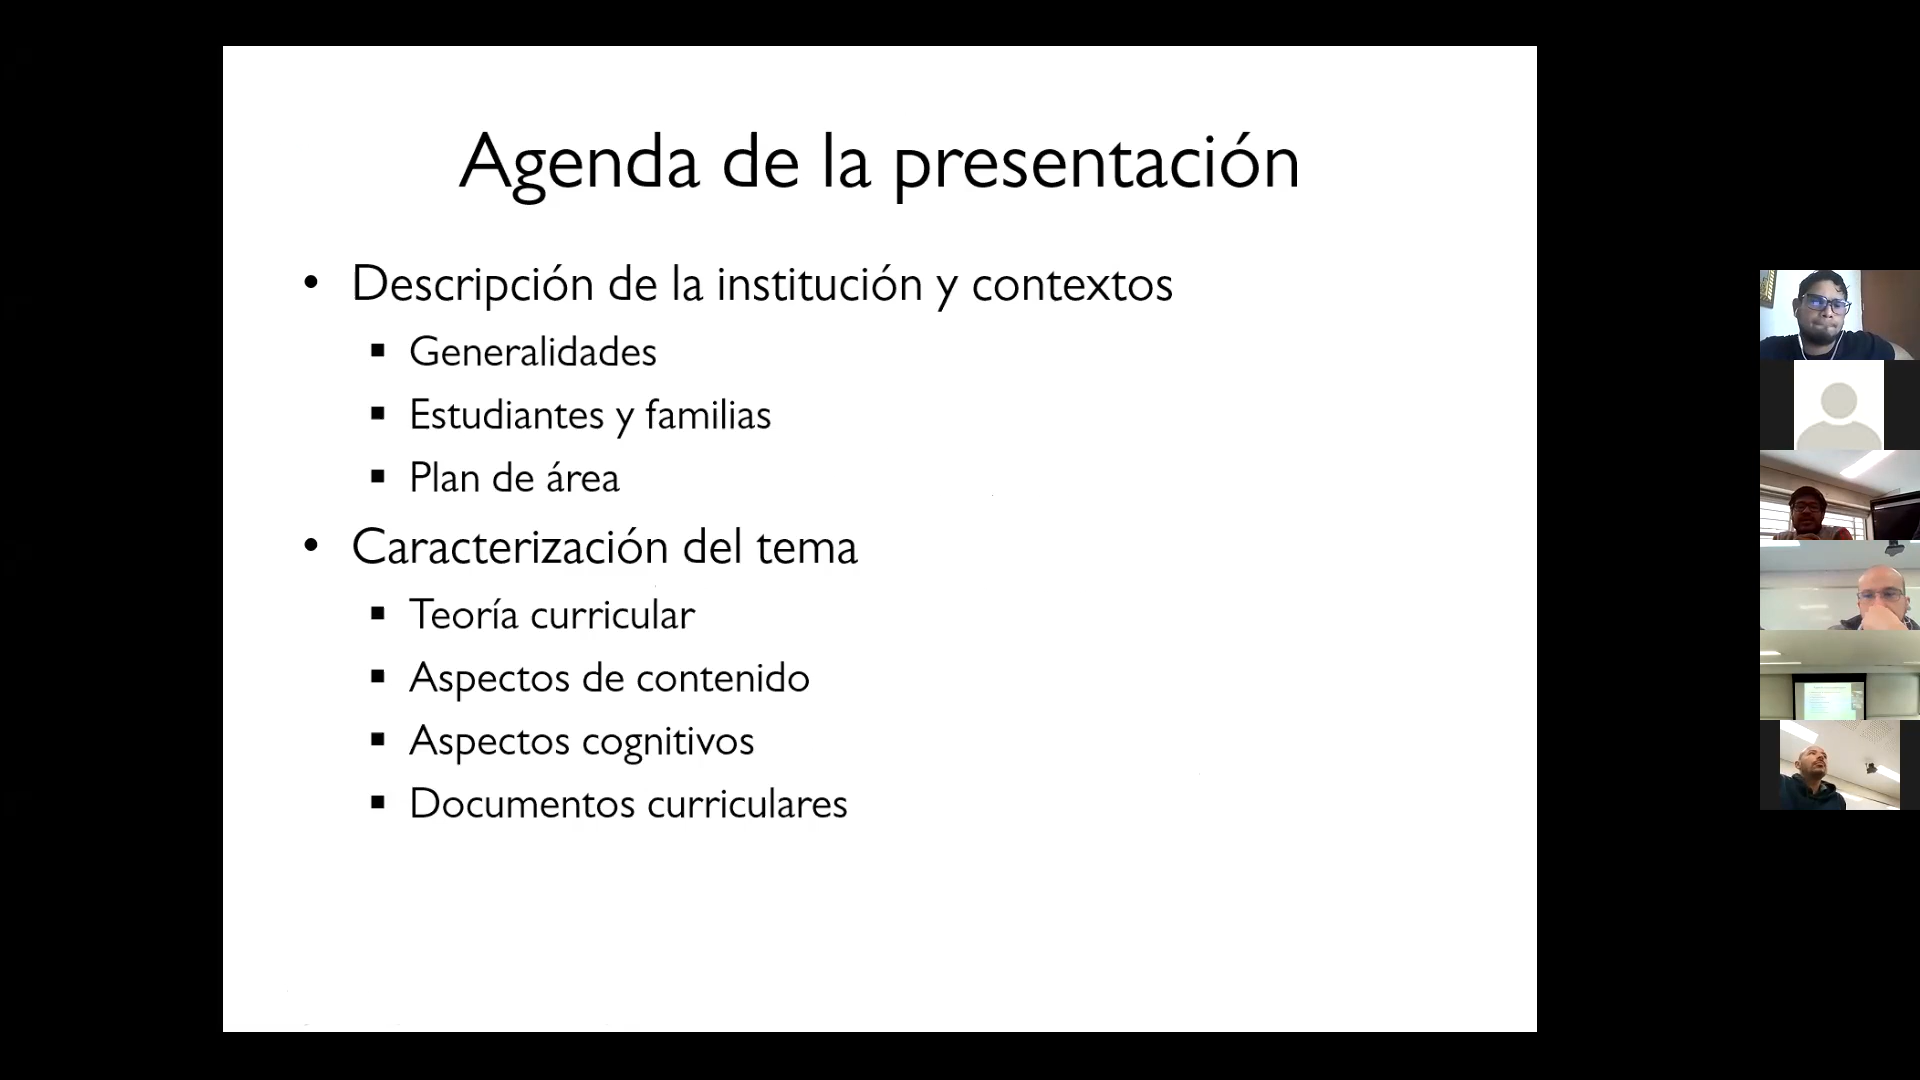 Agenda de la presentación
• Descripción de la institución y contextos
▪ Generalidades
▪ Estudiantes y familias
▪ Plan de área
• Caracterización del tema
▪ Teoría curricular
▪ Aspectos de contenido
▪ Aspectos cognitivos
▪ Documentos curriculares